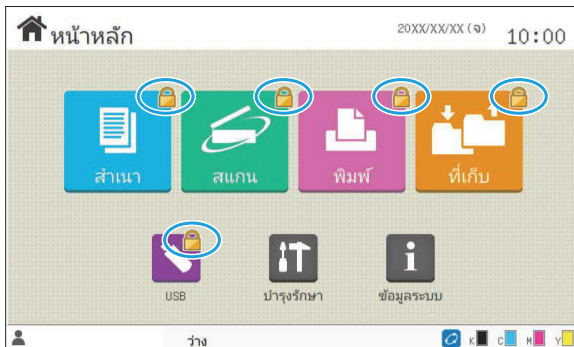 หน้าหลัก 20XX/XX/XX (จ) 10:00
สำเนา สแกน พิมพ์ ที่เก็บ
USB บำรุงรักษา ข้อมูลระบบ
i
ว่าง K C M Y